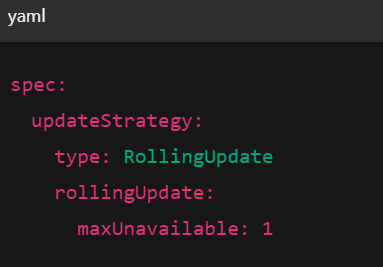 yaml
spec:
  updateStrategy:
    type: RollingUpdate
    rollingUpdate:
      maxUnavailable: 1